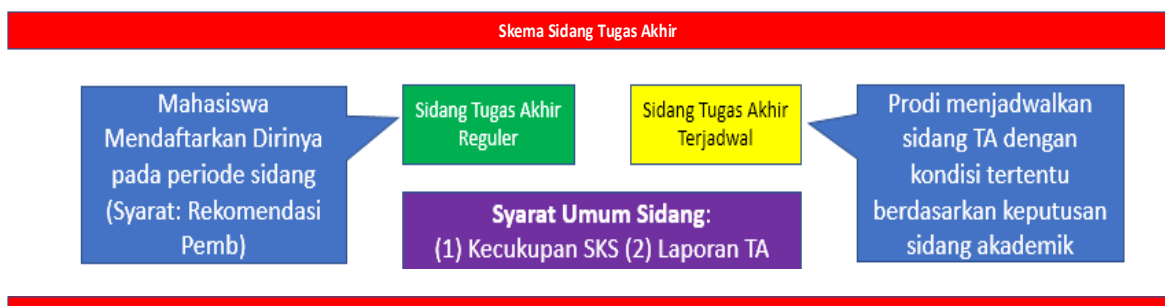 Skema Sidang Tugas Akhir
Mahasiswa
Mendaftarkan Dirinya
pada periode sidang
(Syarat: Rekomendasi
Pemb)
Sidang Tugas Akhir
Reguler
Sidang Tugas Akhir
Terjadwal
Syarat Umum Sidang:
(1) Kecukupan SKS (2) Laporan TA
Prodi menjadwalkan
sidang TA dengan
kondisi tertentu
berdasarkan keputusan
sidang akademik